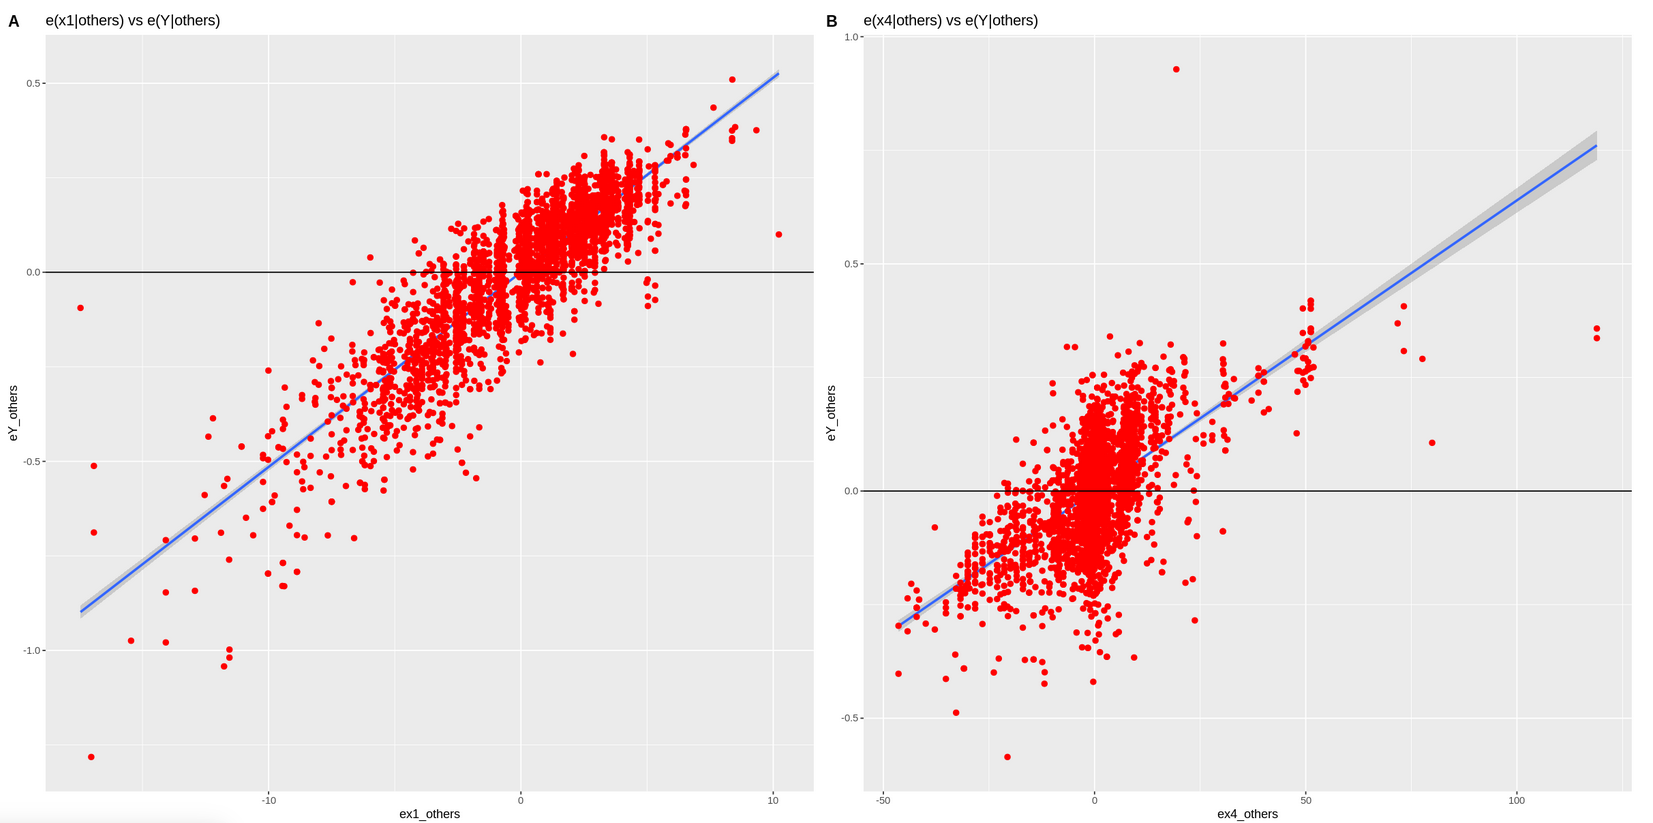 A
e(x1|others) vs e(Y|others)
eY_others
0.5
0.0
-0.5
-1.0
-10
0
10
ex1_others
B
e(x4|others) vs e(Y|others)
eY_others
1.0
0.5
0.0
-0.5
-50
0
50
100
ex4_others